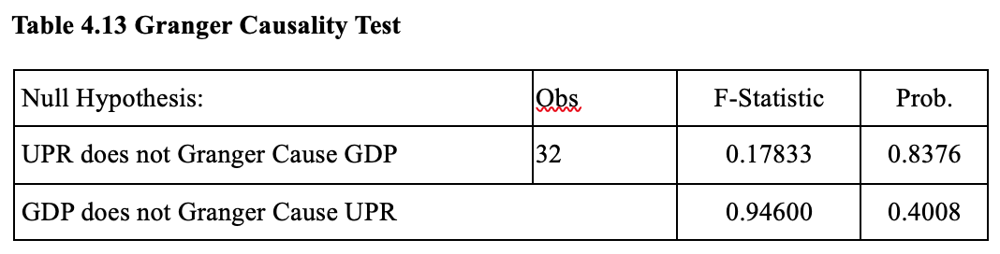 Table 4.13 Granger Causality Test
Null Hypothesis: Obs F-Statistic Prob.
UPR does not Granger Cause GDP 32 0.17833 0.8376
GDP does not Granger Cause UPR 0.94600 0.4008